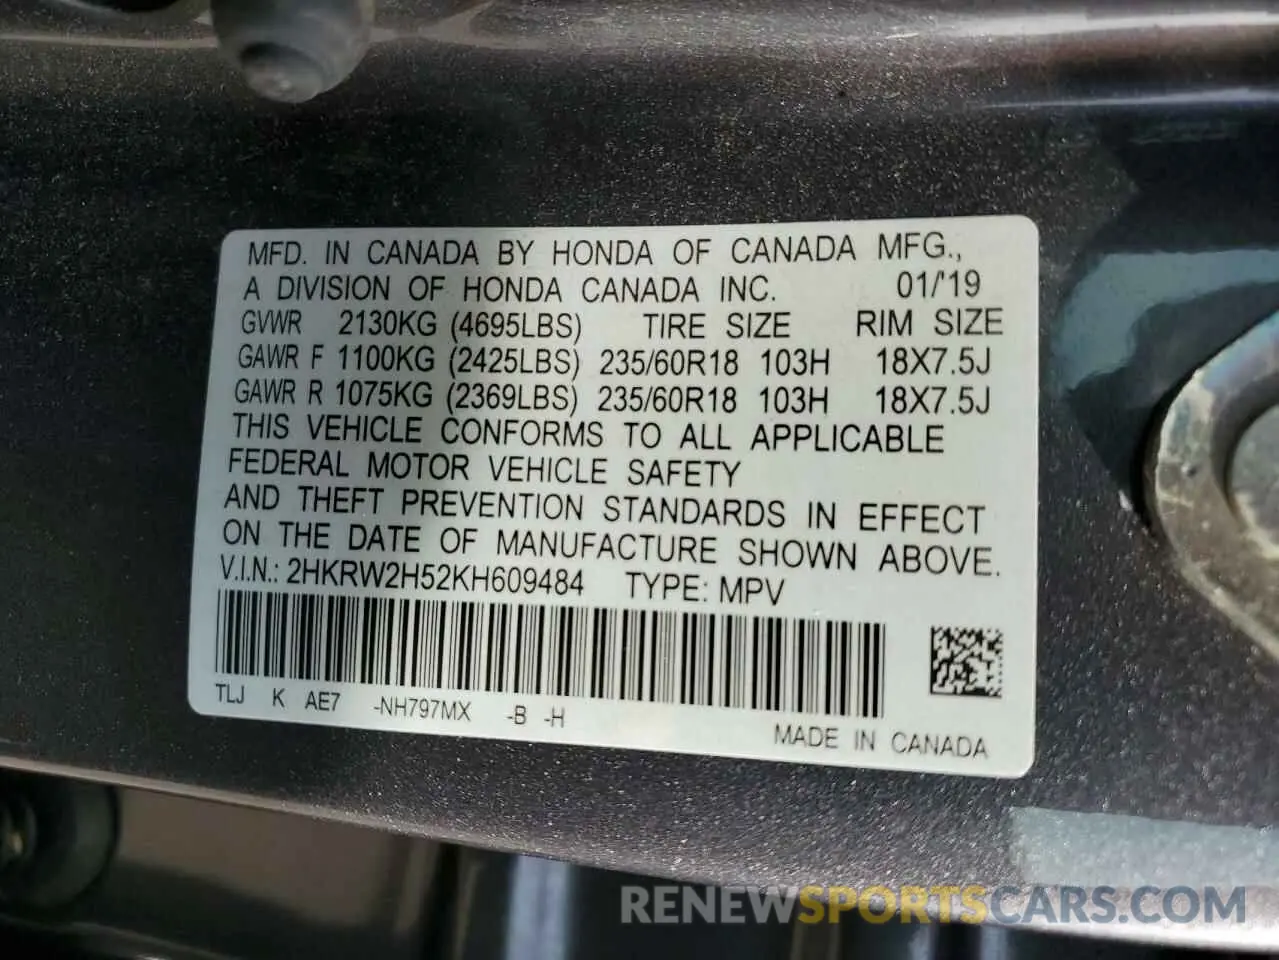 MFD. IN CANADA BY HONDA OF CANADA MFG.,
A DIVISION OF HONDA CANADA INC. 01/'19
GVWR 2130KG (4695LBS) TIRE SIZE RIM SIZE
GAWR F 1100KG (2425LBS) 235/60R18 103H 18X7.5J
GAWR R 1075KG (2369LBS) 235/60R18 103H 18X7.5J
THIS VEHICLE CONFORMS TO ALL APPLICABLE
FEDERAL MOTOR VEHICLE SAFETY
AND THEFT PREVENTION STANDARDS IN EFFECT
ON THE DATE OF MANUFACTURE SHOWN ABOVE.
V.I.N.: 2HKRW2H52KH609484 TYPE: MPV
TLJ K AE7 -NH797MX -B -H
MADE IN CANADA
RENEWSPORTSCARS.COM